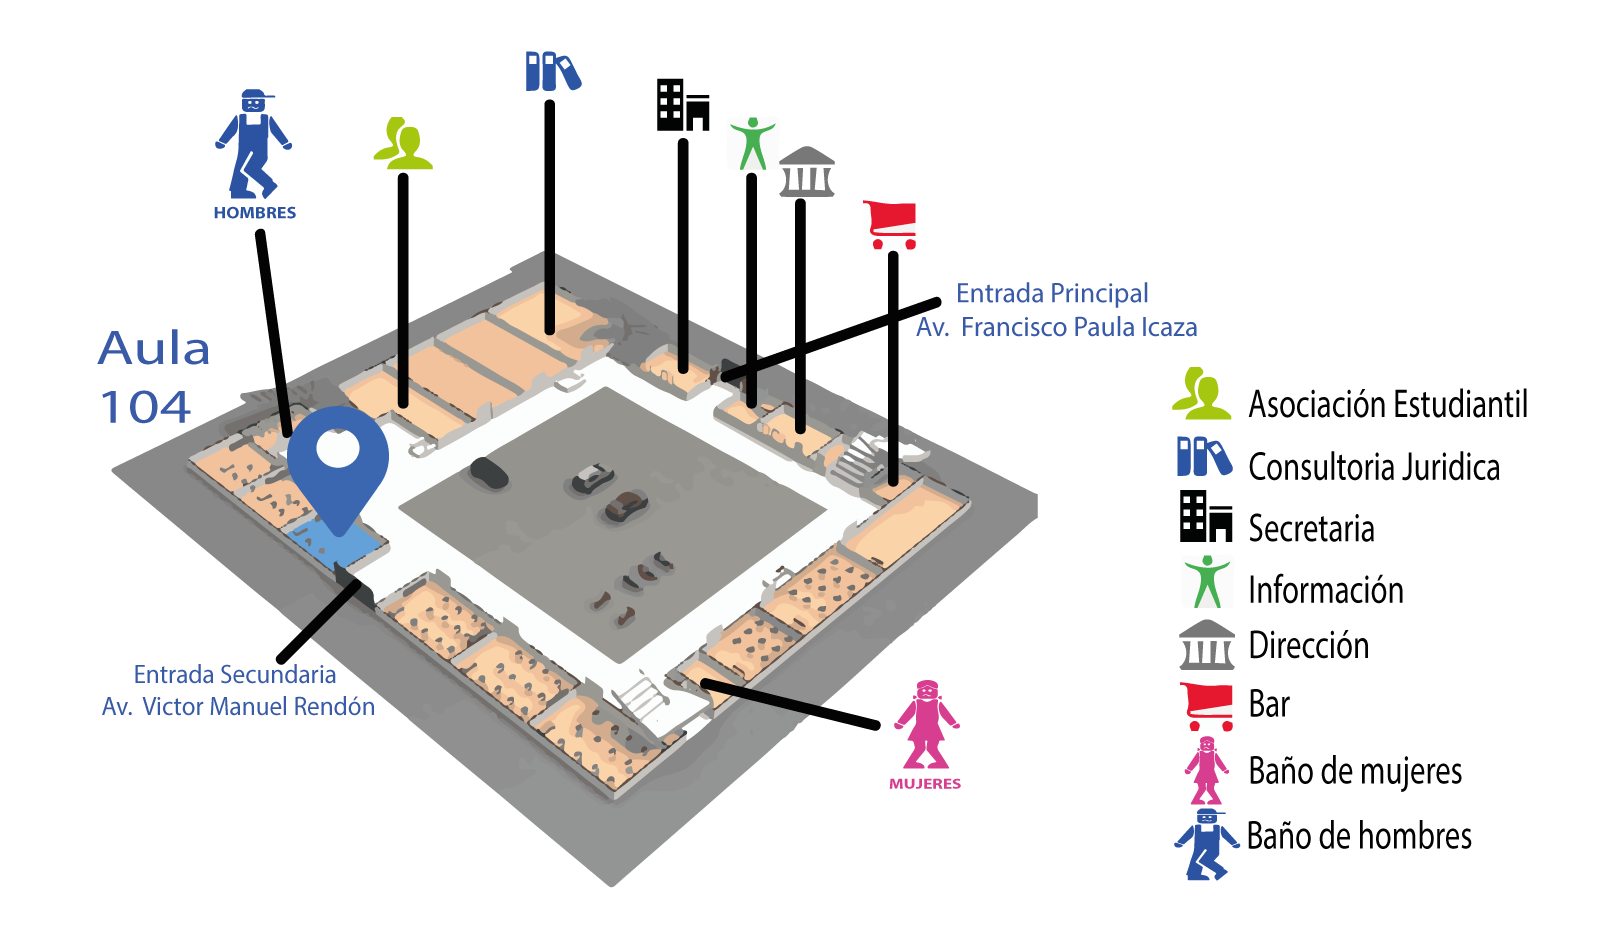 HOMBRES
Aula
104
Entrada Principal
Av. Francisco Paula Icaza
Entrada Secundaria
Av. Victor Manuel Rendón
MUJERES
Asociación Estudiantil
Consultoria Juridica
Secretaria
Información
Dirección
Bar
Baño de mujeres
Baño de hombres